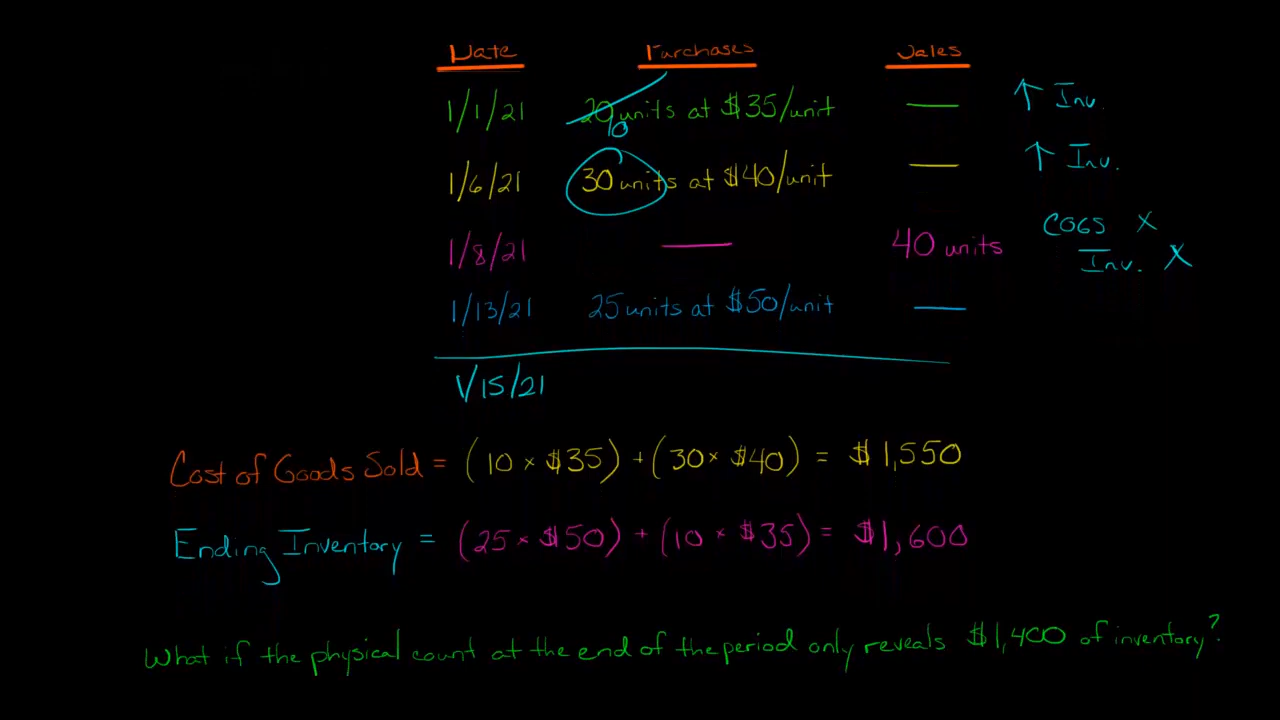 Date Purchases Sales
1/1/21 20 units at $35/unit — ↑ Inv.
10
1/6/21 30 units at $40/unit — ↑ Inv.
COGS X
1/8/21 — 40 units
Inv. X
1/13/21 25 units at $50/unit —
1/15/21
Cost of Goods Sold = (10 × $35) + (30 × $40) = $1,550
Ending Inventory = (25 × $50) + (10 × $35) = $1,600
What if the physical count at the end of the period only reveals $1,400 of inventory?